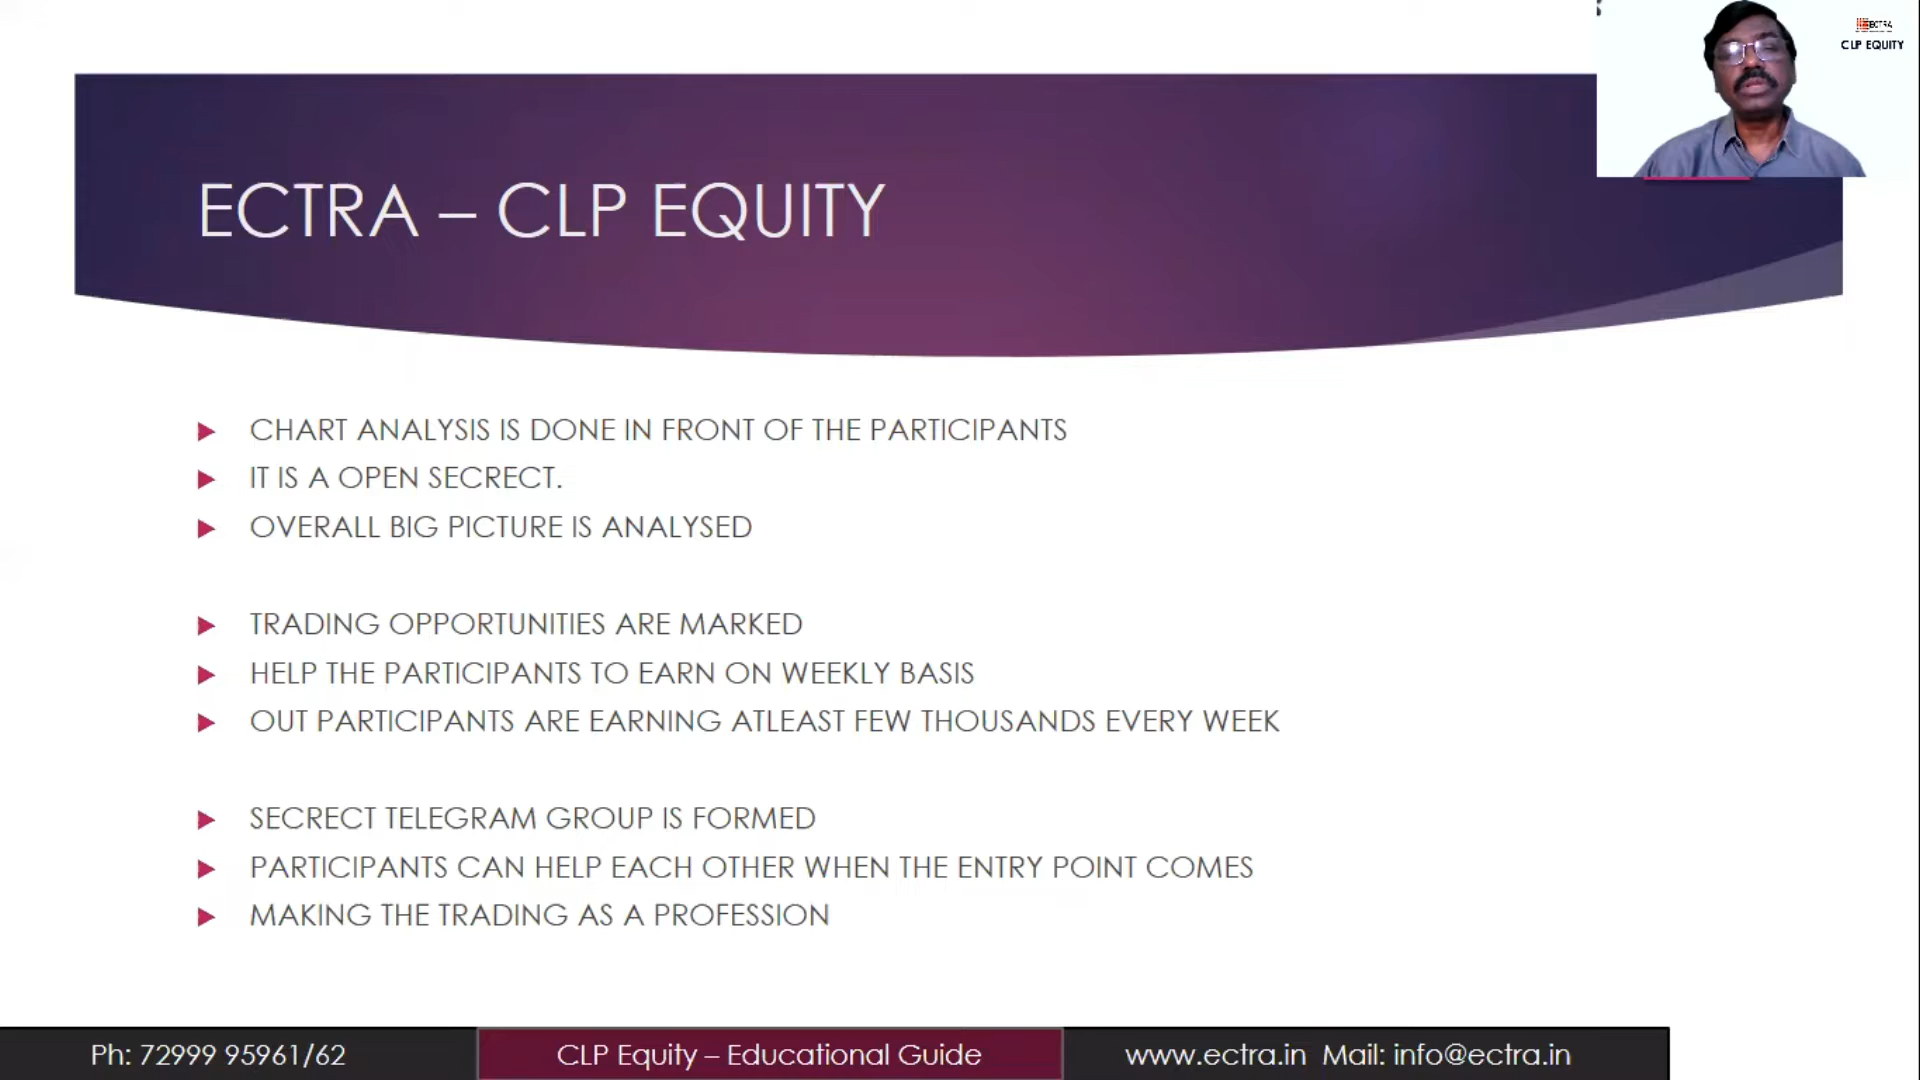 ECTRA
CLP EQUITY
ECTRA – CLP EQUITY
CHART ANALYSIS IS DONE IN FRONT OF THE PARTICIPANTS
IT IS A OPEN SECRECT.
OVERALL BIG PICTURE IS ANALYSED
TRADING OPPORTUNITIES ARE MARKED
HELP THE PARTICIPANTS TO EARN ON WEEKLY BASIS
OUT PARTICIPANTS ARE EARNING ATLEAST FEW THOUSANDS EVERY WEEK
SECRECT TELEGRAM GROUP IS FORMED
PARTICIPANTS CAN HELP EACH OTHER WHEN THE ENTRY POINT COMES
MAKING THE TRADING AS A PROFESSION
Ph: 72999 95961/62
CLP Equity – Educational Guide
www.ectra.in Mail: info@ectra.in